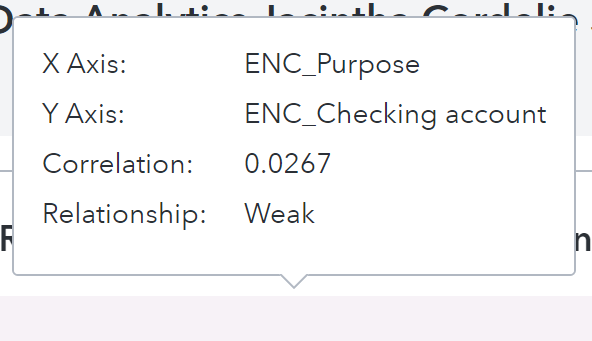 X Axis: ENC_Purpose
Y Axis: ENC_Checking account
Correlation: 0.0267
Relationship: Weak